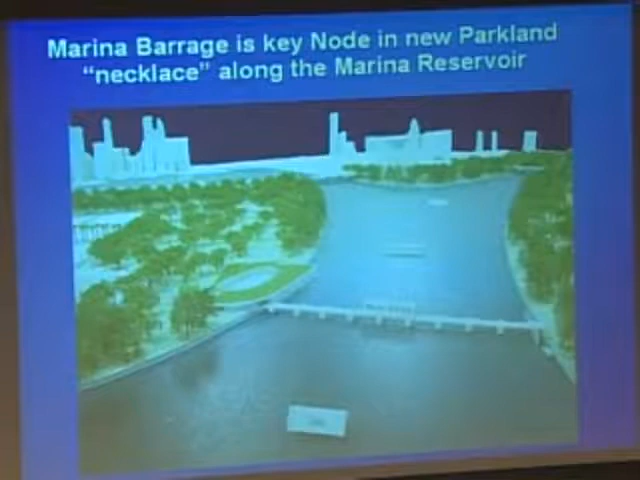 Marina Barrage is key Node in new Parkland
“necklace” along the Marina Reservoir